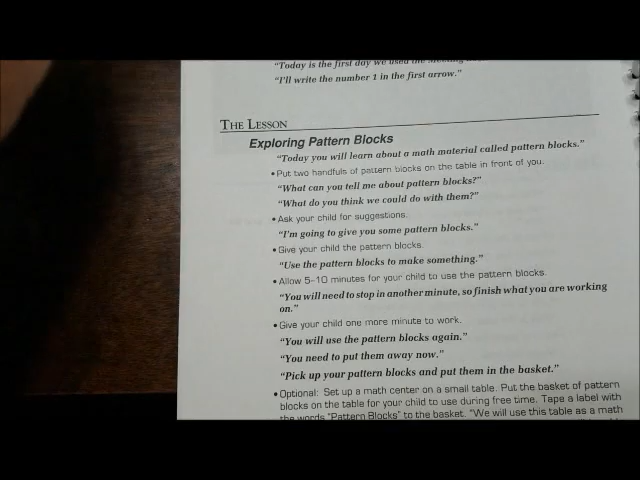 "Today is the first day we used the Meeting
"I'll write the number 1 in the first arrow."
THE LESSON
Exploring Pattern Blocks
"Today you will learn about a math material called pattern blocks."
• Put two handfuls of pattern blocks on the table in front of you.
"What can you tell me about pattern blocks?"
"What do you think we could do with them?"
• Ask your child for suggestions.
"I'm going to give you some pattern blocks."
• Give your child the pattern blocks.
"Use the pattern blocks to make something."
• Allow 5–10 minutes for your child to use the pattern blocks.
"You will need to stop in another minute, so finish what you are working
on."
• Give your child one more minute to work.
"You will use the pattern blocks again."
"You need to put them away now."
"Pick up your pattern blocks and put them in the basket."
• Optional: Set up a math center on a small table. Put the basket of pattern
blocks on the table for your child to use during free time. Tape a label with
the words "Pattern Blocks" to the basket. "We will use this table as a math